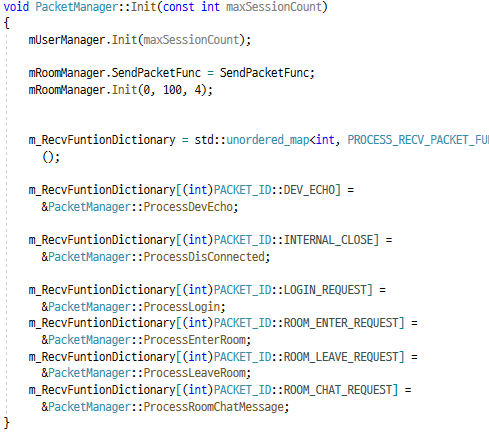 void PacketManager::Init(const int maxSessionCount)
{
    mUserManager.Init(maxSessionCount);

    mRoomManager.SendPacketFunc = SendPacketFunc;
    mRoomManager.Init(0, 100, 4);


    m_RecvFuntionDictionary = std::unordered_map<int, PROCESS_RECV_PACKET_FU
      ();

    m_RecvFuntionDictionary[(int)PACKET_ID::DEV_ECHO] =
      &PacketManager::ProcessDevEcho;

    m_RecvFuntionDictionary[(int)PACKET_ID::INTERNAL_CLOSE] =
      &PacketManager::ProcessDisConnected;

    m_RecvFuntionDictionary[(int)PACKET_ID::LOGIN_REQUEST] =
      &PacketManager::ProcessLogin;
    m_RecvFuntionDictionary[(int)PACKET_ID::ROOM_ENTER_REQUEST] =
      &PacketManager::ProcessEnterRoom;
    m_RecvFuntionDictionary[(int)PACKET_ID::ROOM_LEAVE_REQUEST] =
      &PacketManager::ProcessLeaveRoom;
    m_RecvFuntionDictionary[(int)PACKET_ID::ROOM_CHAT_REQUEST] =
      &PacketManager::ProcessRoomChatMessage;
}